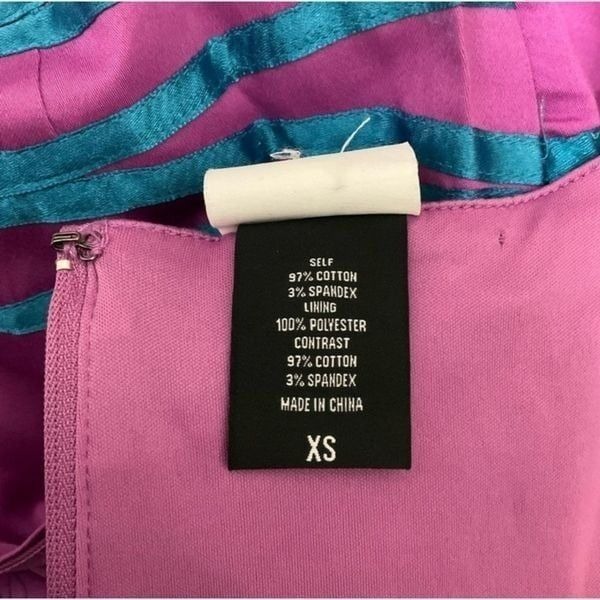 SELF
97% COTTON
3% SPANDEX
LINING
100% POLYESTER
CONTRAST
97% COTTON
3% SPANDEX
MADE IN CHINA
XS